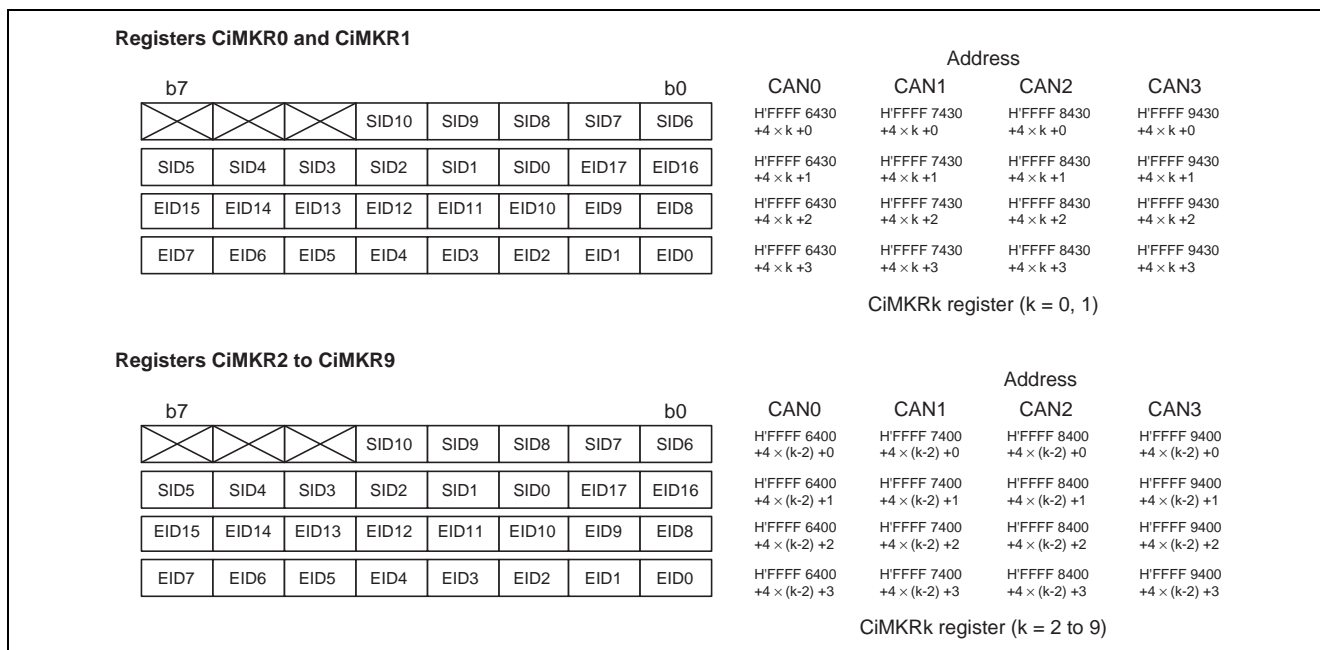 Registers CiMKR0 and CiMKR1
Address
b7 b0 CAN0 CAN1 CAN2 CAN3
SID10 SID9 SID8 SID7 SID6 H'FFFF 6430 H'FFFF 7430 H'FFFF 8430 H'FFFF 9430
+4 × k +0 +4 × k +0 +4 × k +0 +4 × k +0
SID5 SID4 SID3 SID2 SID1 SID0 EID17 EID16 H'FFFF 6430 H'FFFF 7430 H'FFFF 8430 H'FFFF 9430
+4 × k +1 +4 × k +1 +4 × k +1 +4 × k +1
EID15 EID14 EID13 EID12 EID11 EID10 EID9 EID8 H'FFFF 6430 H'FFFF 7430 H'FFFF 8430 H'FFFF 9430
+4 × k +2 +4 × k +2 +4 × k +2 +4 × k +2
EID7 EID6 EID5 EID4 EID3 EID2 EID1 EID0 H'FFFF 6430 H'FFFF 7430 H'FFFF 8430 H'FFFF 9430
+4 × k +3 +4 × k +3 +4 × k +3 +4 × k +3
CiMKRk register (k = 0, 1)
Registers CiMKR2 to CiMKR9
Address
b7 b0 CAN0 CAN1 CAN2 CAN3
SID10 SID9 SID8 SID7 SID6 H'FFFF 6400 H'FFFF 7400 H'FFFF 8400 H'FFFF 9400
+4 × (k-2) +0 +4 × (k-2) +0 +4 × (k-2) +0 +4 × (k-2) +0
SID5 SID4 SID3 SID2 SID1 SID0 EID17 EID16 H'FFFF 6400 H'FFFF 7400 H'FFFF 8400 H'FFFF 9400
+4 × (k-2) +1 +4 × (k-2) +1 +4 × (k-2) +1 +4 × (k-2) +1
EID15 EID14 EID13 EID12 EID11 EID10 EID9 EID8 H'FFFF 6400 H'FFFF 7400 H'FFFF 8400 H'FFFF 9400
+4 × (k-2) +2 +4 × (k-2) +2 +4 × (k-2) +2 +4 × (k-2) +2
EID7 EID6 EID5 EID4 EID3 EID2 EID1 EID0 H'FFFF 6400 H'FFFF 7400 H'FFFF 8400 H'FFFF 9400
+4 × (k-2) +3 +4 × (k-2) +3 +4 × (k-2) +3 +4 × (k-2) +3
CiMKRk register (k = 2 to 9)